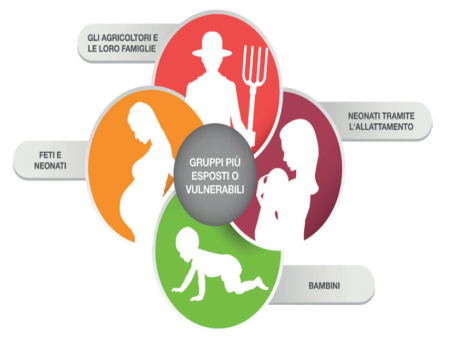 GLI AGRICOLTORI E
LE LORO FAMIGLIE
NEONATI TRAMITE
L'ALLATTAMENTO
FETI E
NEONATI
GRUPPI PIÙ
ESPOSTI O
VULNERABILI
BAMBINI